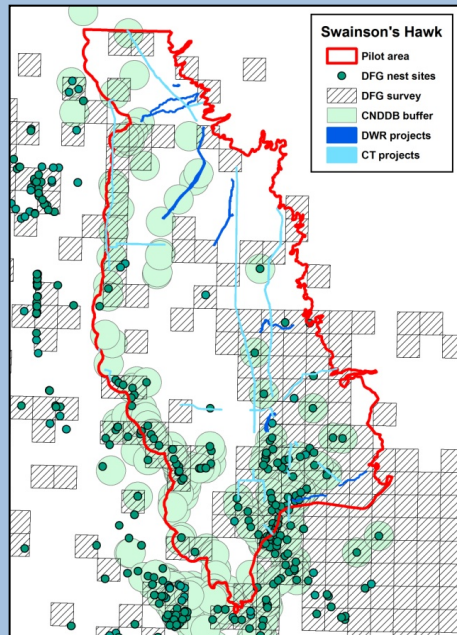 Swainson's Hawk
Pilot area
DFG nest sites
DFG survey
CNDDB buffer
DWR projects
CT projects